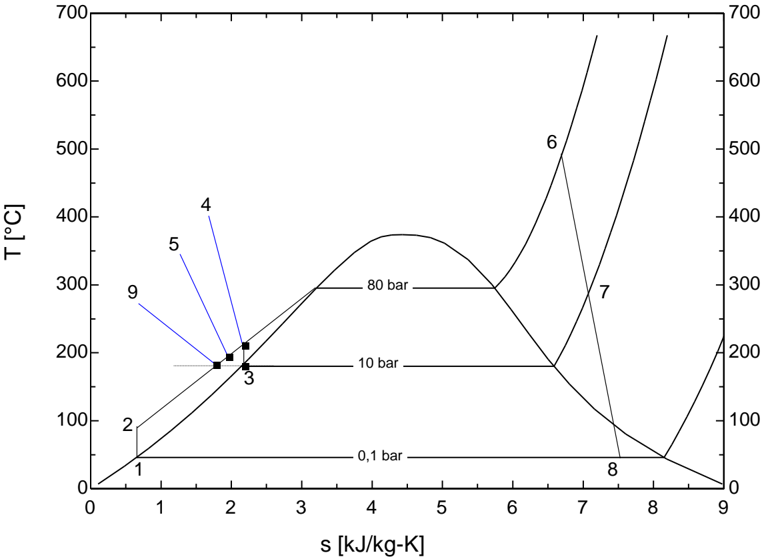 700 700
600 600
6
500 500
4
T [°C]
400 400
5
9
300 80 bar 7 300
200 10 bar 200
3
2
100 100
0,1 bar
1 8
0 0
0 1 2 3 4 5 6 7 8 9
s [kJ/kg-K]